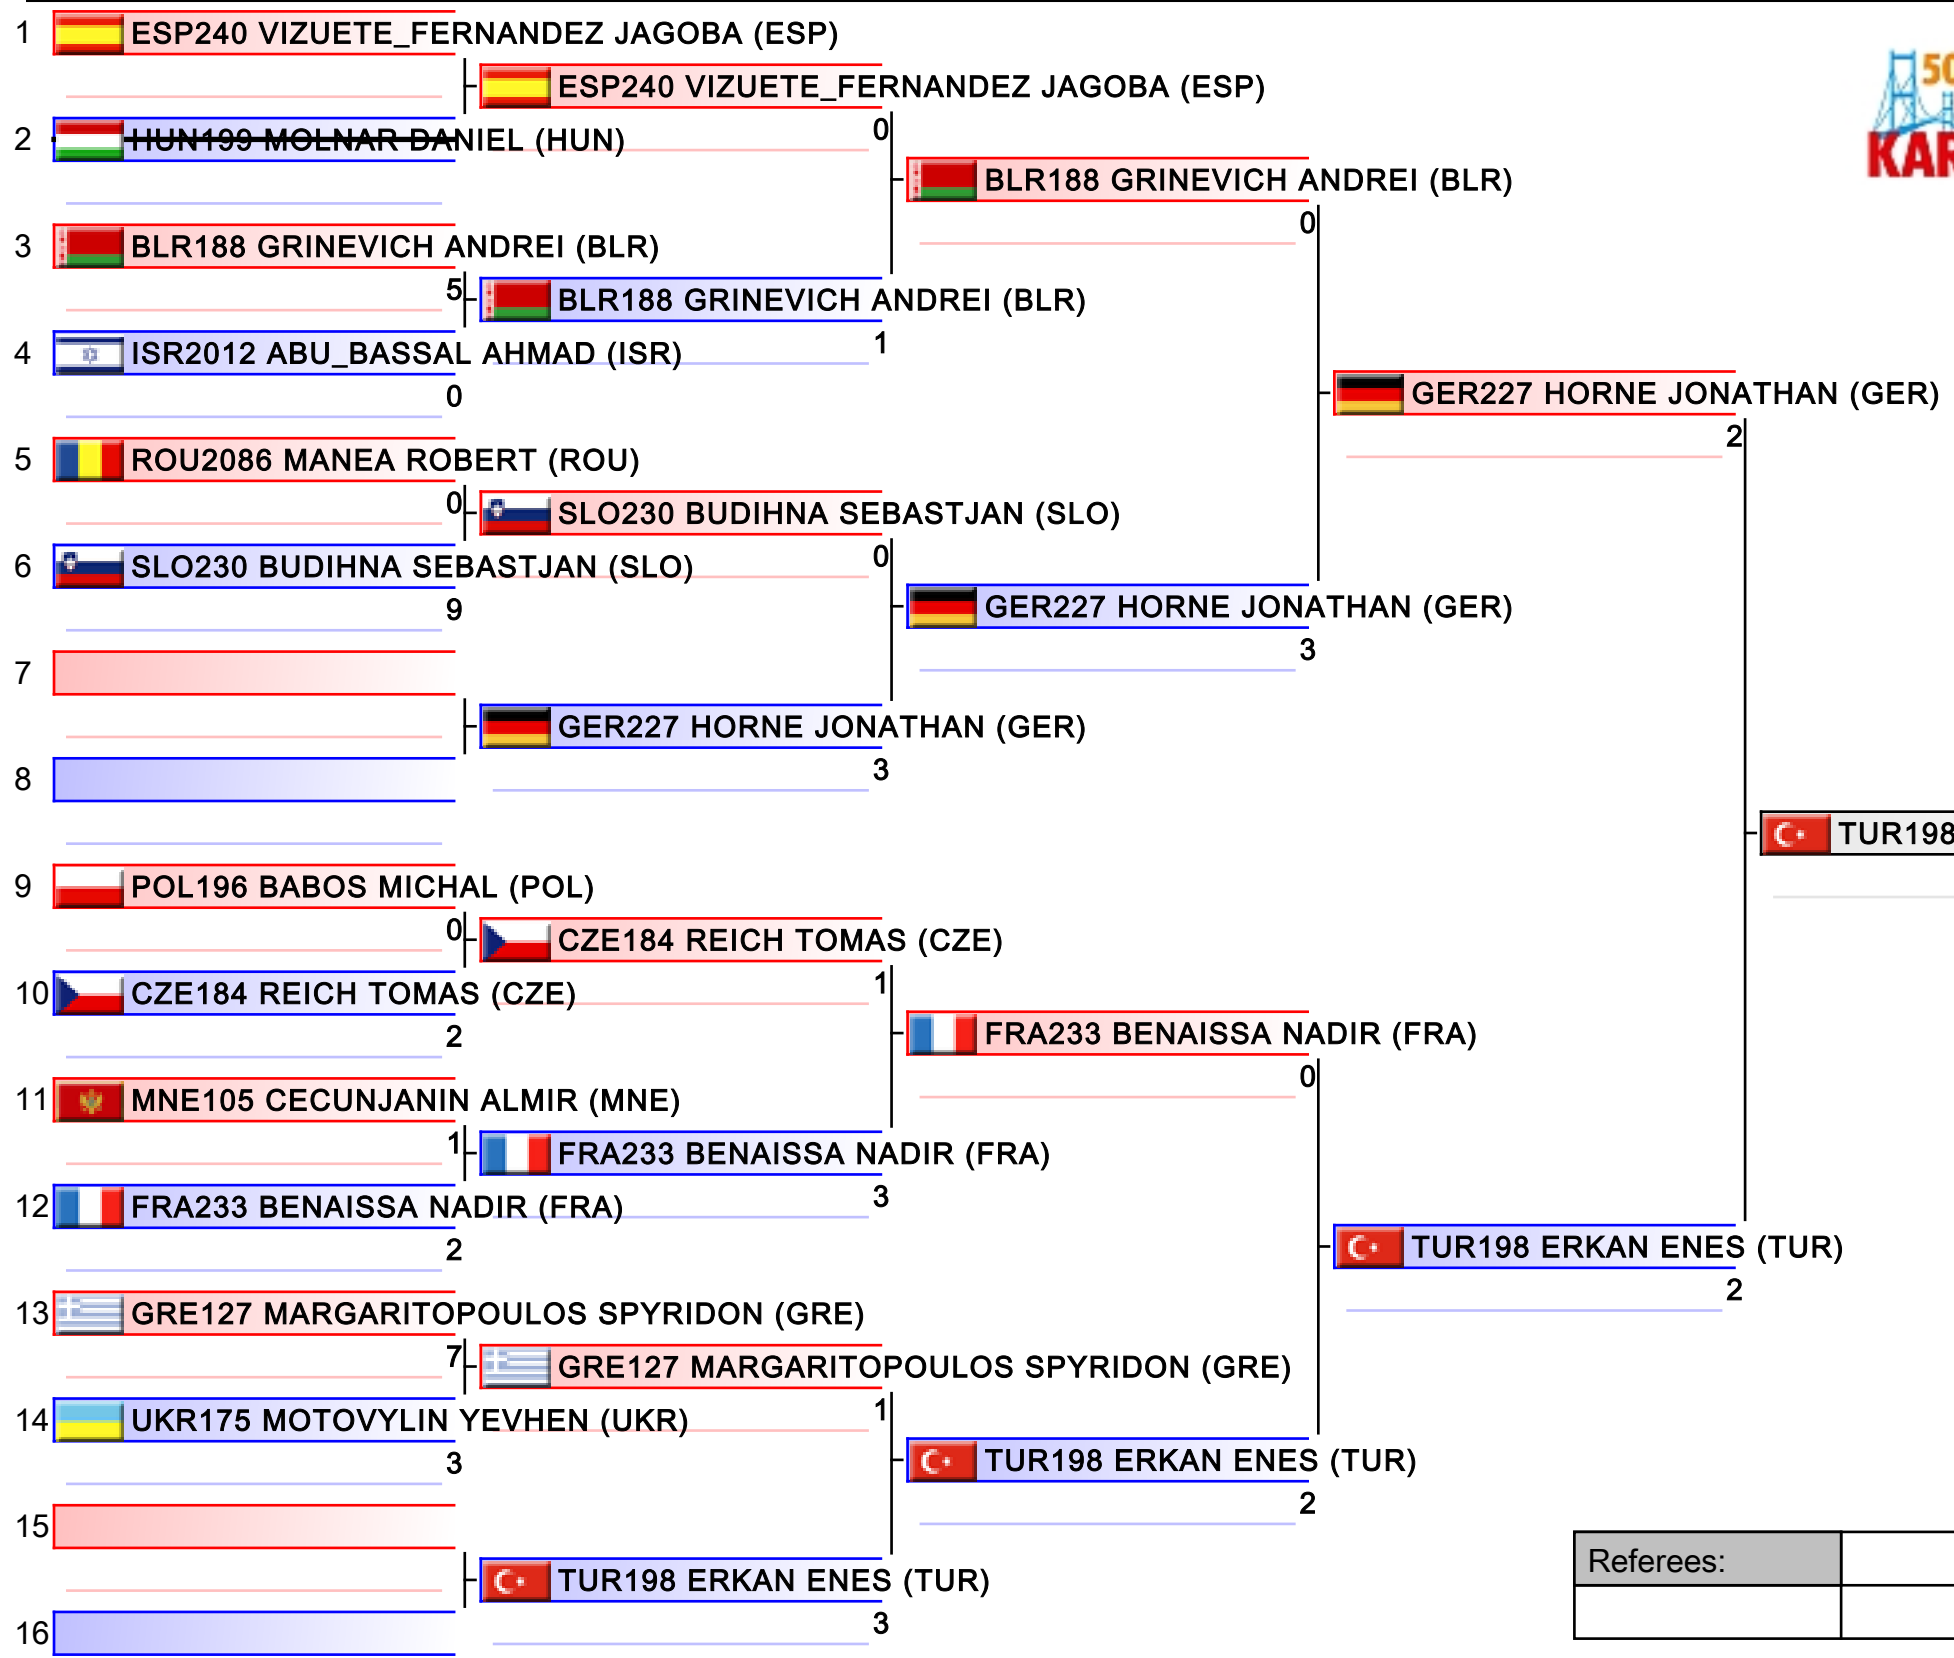 1 ESP240 VIZUETE_FERNANDEZ JAGOBA (ESP)
50
ESP240 VIZUETE_FERNANDEZ JAGOBA (ESP)
0
2 HUN199 MOLNAR DANIEL (HUN)
KAR
BLR188 GRINEVICH ANDREI (BLR)
0
3 BLR188 GRINEVICH ANDREI (BLR)
5
BLR188 GRINEVICH ANDREI (BLR)
1
4 ISR2012 ABU_BASSAL AHMAD (ISR)
0
GER227 HORNE JONATHAN (GER)
2
5 ROU2086 MANEA ROBERT (ROU)
0
SLO230 BUDIHNA SEBASTJAN (SLO)
0
6 SLO230 BUDIHNA SEBASTJAN (SLO)
9
GER227 HORNE JONATHAN (GER)
3
7
GER227 HORNE JONATHAN (GER)
3
8
TUR198
9 POL196 BABOS MICHAL (POL)
0
CZE184 REICH TOMAS (CZE)
1
10 CZE184 REICH TOMAS (CZE)
2
FRA233 BENAISSA NADIR (FRA)
0
11 MNE105 CECUNJANIN ALMIR (MNE)
1
FRA233 BENAISSA NADIR (FRA)
3
12 FRA233 BENAISSA NADIR (FRA)
2
TUR198 ERKAN ENES (TUR)
2
13 GRE127 MARGARITOPOULOS SPYRIDON (GRE)
7
GRE127 MARGARITOPOULOS SPYRIDON (GRE)
1
14 UKR175 MOTOVYLIN YEVHEN (UKR)
3
TUR198 ERKAN ENES (TUR)
2
15
Referees:
TUR198 ERKAN ENES (TUR)
3
16